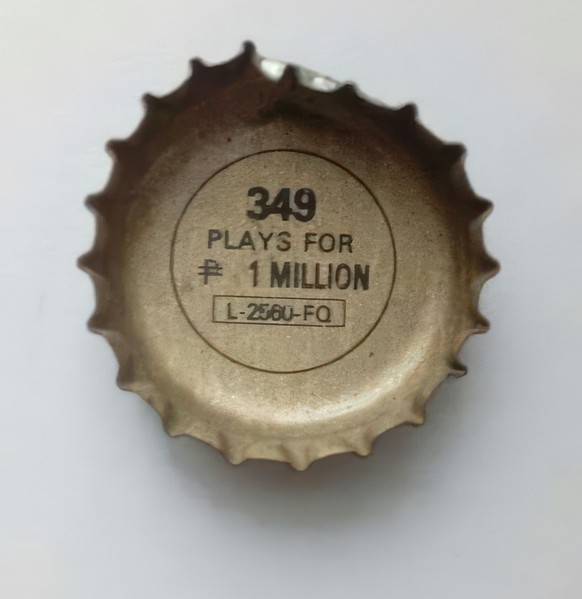 349
PLAYS FOR
₱ 1 MILLION
L-2560-FQ